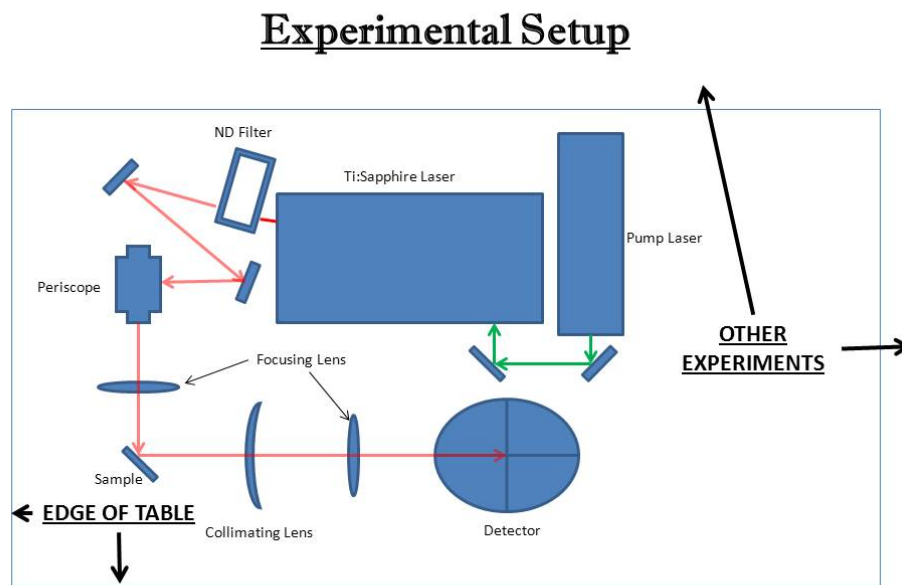 Experimental Setup
ND Filter
Ti:Sapphire Laser
Pump Laser
Periscope
OTHER
EXPERIMENTS
Focusing Lens
Sample
EDGE OF TABLE
Collimating Lens
Detector